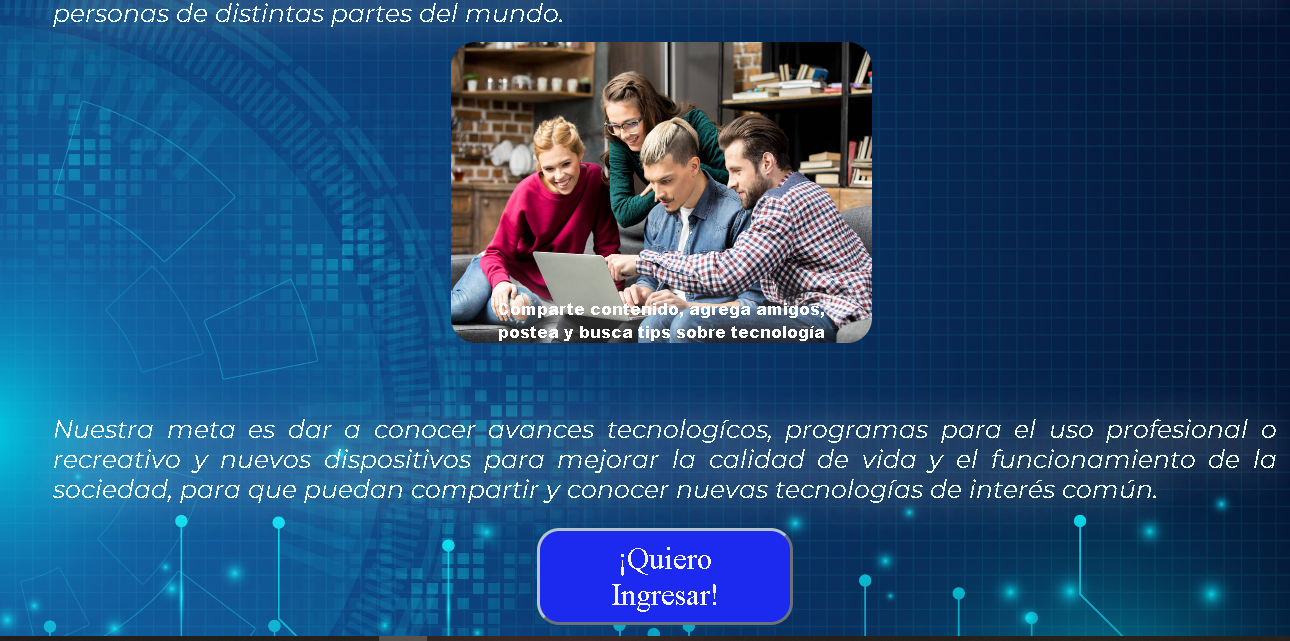 personas de distintas partes del mundo.
Comparte contenido, agrega amigos,
postea y busca tips sobre tecnología
Nuestra meta es dar a conocer avances tecnologícos, programas para el uso profesional o
recreativo y nuevos dispositivos para mejorar la calidad de vida y el funcionamiento de la
sociedad, para que puedan compartir y conocer nuevas tecnologías de interés común.
¡Quiero
Ingresar!